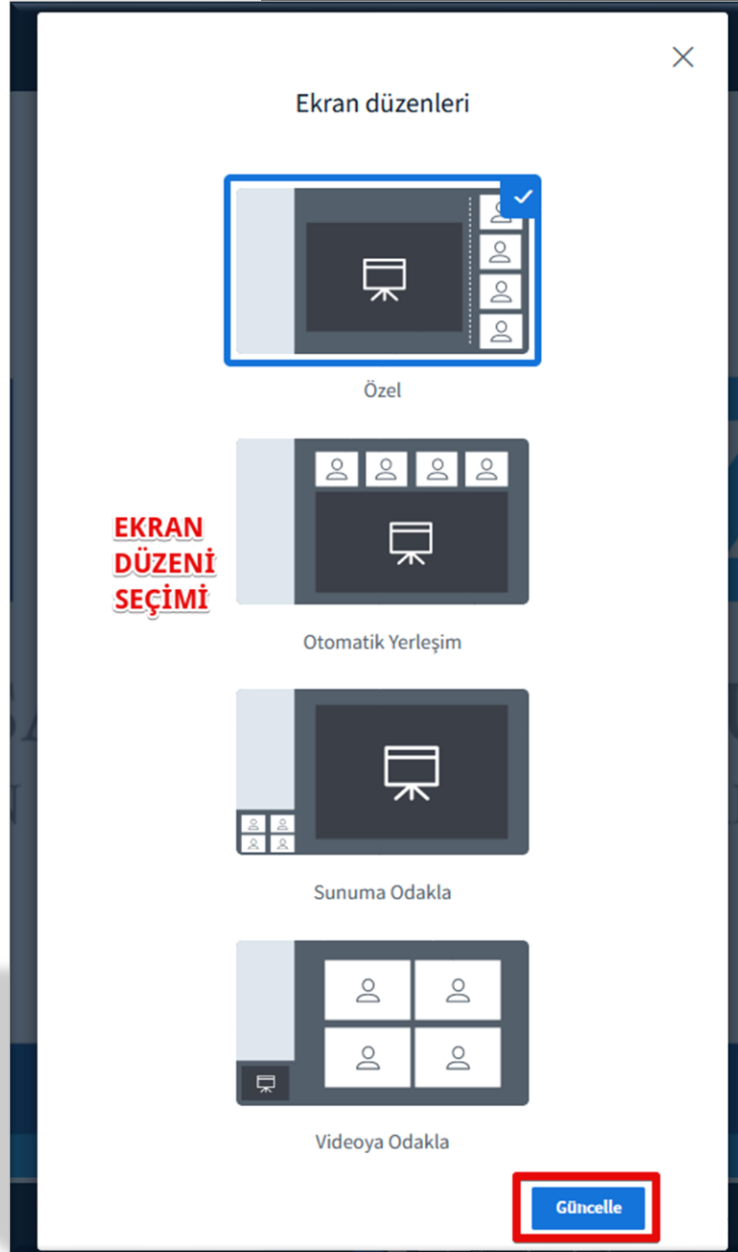 Ekran düzenleri
Özel
EKRAN
DÜZENİ
SEÇİMİ
Otomatik Yerleşim
Sunuma Odakla
Videoya Odakla
Güncelle